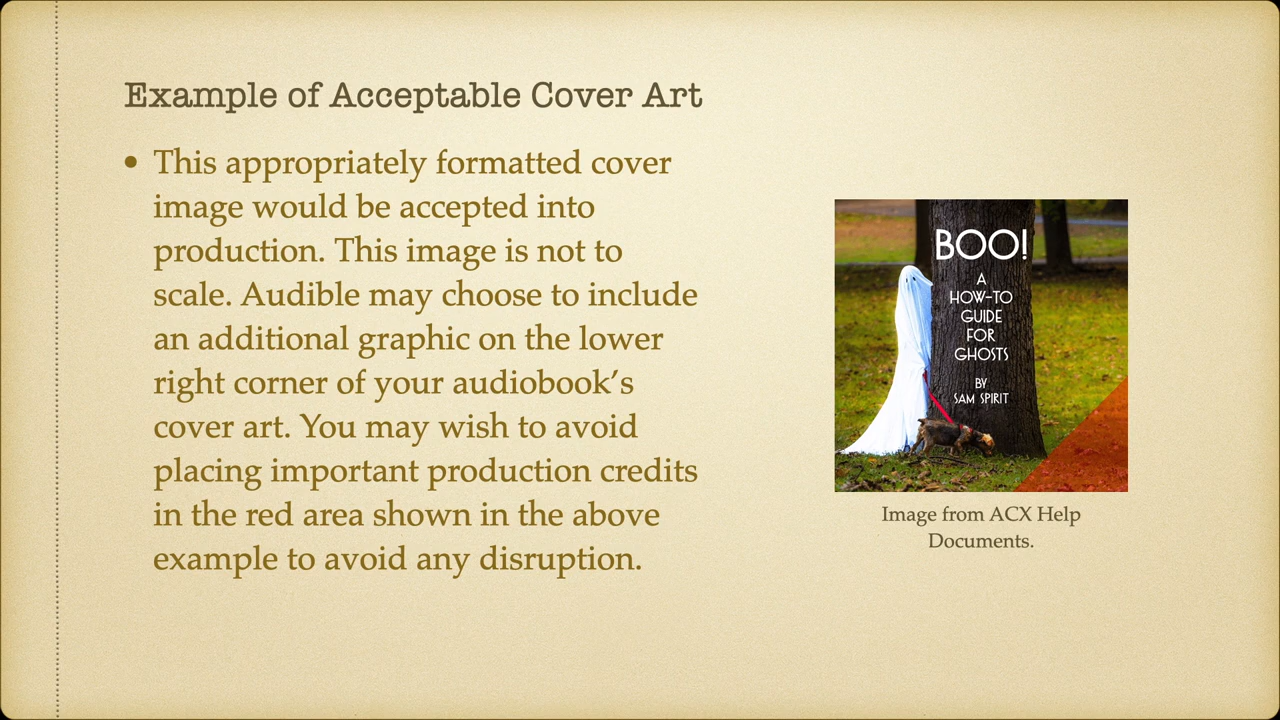 Example of Acceptable Cover Art
• This appropriately formatted cover
image would be accepted into
production. This image is not to
scale. Audible may choose to include
an additional graphic on the lower
right corner of your audiobook’s
cover art. You may wish to avoid
placing important production credits
in the red area shown in the above
example to avoid any disruption.
BOO!
A
HOW-TO
GUIDE
FOR
GHOSTS
BY
SAM SPIRIT
Image from ACX Help
Documents.